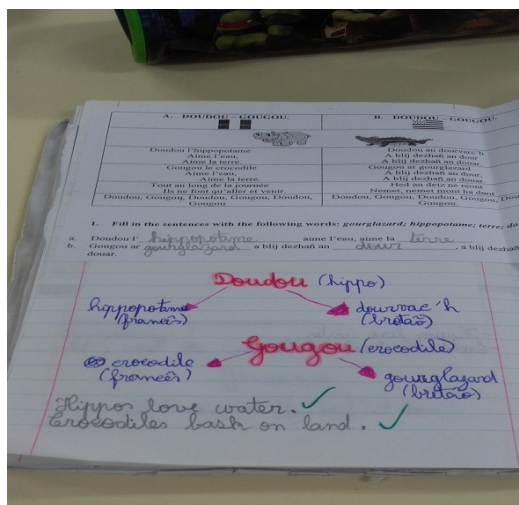 A. DOUDOU - GOUGOU.
B. DOUDOU - GOUGOU.
Doudou l'hippopotame
Aime l'eau,
Aime la terre.
Gougou le crocodile
Aime l'eau,
Aime la terre.
Tout au long de la journée
Ils ne font qu'aller et venir.
Doudou, Gougou, Doudou, Gougou, Doudou,
Gougou
Doudou an dourvarc'h
A blij dezhañ an dour
A blij dezhañ an douar.
Gougou ar gourglazard
A blij dezhañ an dour,
A blij dezhañ an douar.
Hed an deiz ne reont
Nemet, nemet mont ha dont
Doudou, Gougou, Doudou, Gougou,
Gougou.
1. Fill in the sentences with the following words: gourglazard; hippopotame; terre;
a. Doudou l' hippopotame aime l'eau, aime la terre
b. Gougou ar gourglazard a blij dezhañ an dour, a blij dezhañ
douar.
Doudou (hippo)
hippopotame
(francês)
dourvac'h
(bretão)
Gougou (crocodile)
crocodile
(francês)
gourglazard
(bretão)
Hippos love water.
Crocodiles bask on land.